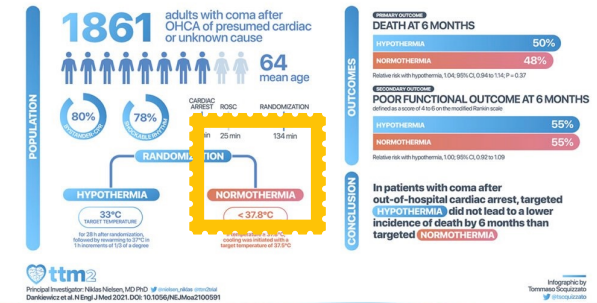 1861
adults with coma after
OHCA of presumed cardiac
or unknown cause
64
mean age
POPULATION
80%
BYSTANDER-CPR
78%
SHOCKABLE RHYTHM
CARDIAC
ARREST
ROSC
RANDOMIZATION
25 min
134 min
RANDOMIZATION
HYPOTHERMIA
33°C
TARGET TEMPERATURE
for 28 h after randomization,
followed by rewarming to 37°C in
1 h increments of 1/3 of a degree
NORMOTHERMIA
< 37.8°C
cooling was initiated with a
target temperature of 37.5°C
OUTCOMES
PRIMARY OUTCOME
DEATH AT 6 MONTHS
HYPOTHERMIA 50%
NORMOTHERMIA 48%
Relative risk with hypothermia, 1.04; 95% CI, 0.94 to 1.14; P = 0.37
SECONDARY OUTCOME
POOR FUNCTIONAL OUTCOME AT 6 MONTHS
defined as a score of 4 to 6 on the modified Rankin scale
HYPOTHERMIA 55%
NORMOTHERMIA 55%
Relative risk with hypothermia, 1.00; 95% CI, 0.92 to 1.09
CONCLUSION
In patients with coma after
out-of-hospital cardiac arrest, targeted
HYPOTHERMIA did not lead to a lower
incidence of death by 6 months than
targeted NORMOTHERMIA
ttm2
Principal Investigator: Niklas Nielsen, MD PhD @nielsen_niklas @ttm2trial
Dankiewicz et al. N Engl J Med 2021. DOI: 10.1056/NEJMoa2100591
Infographic by
Tommaso Scquizzato
@tscquizzato